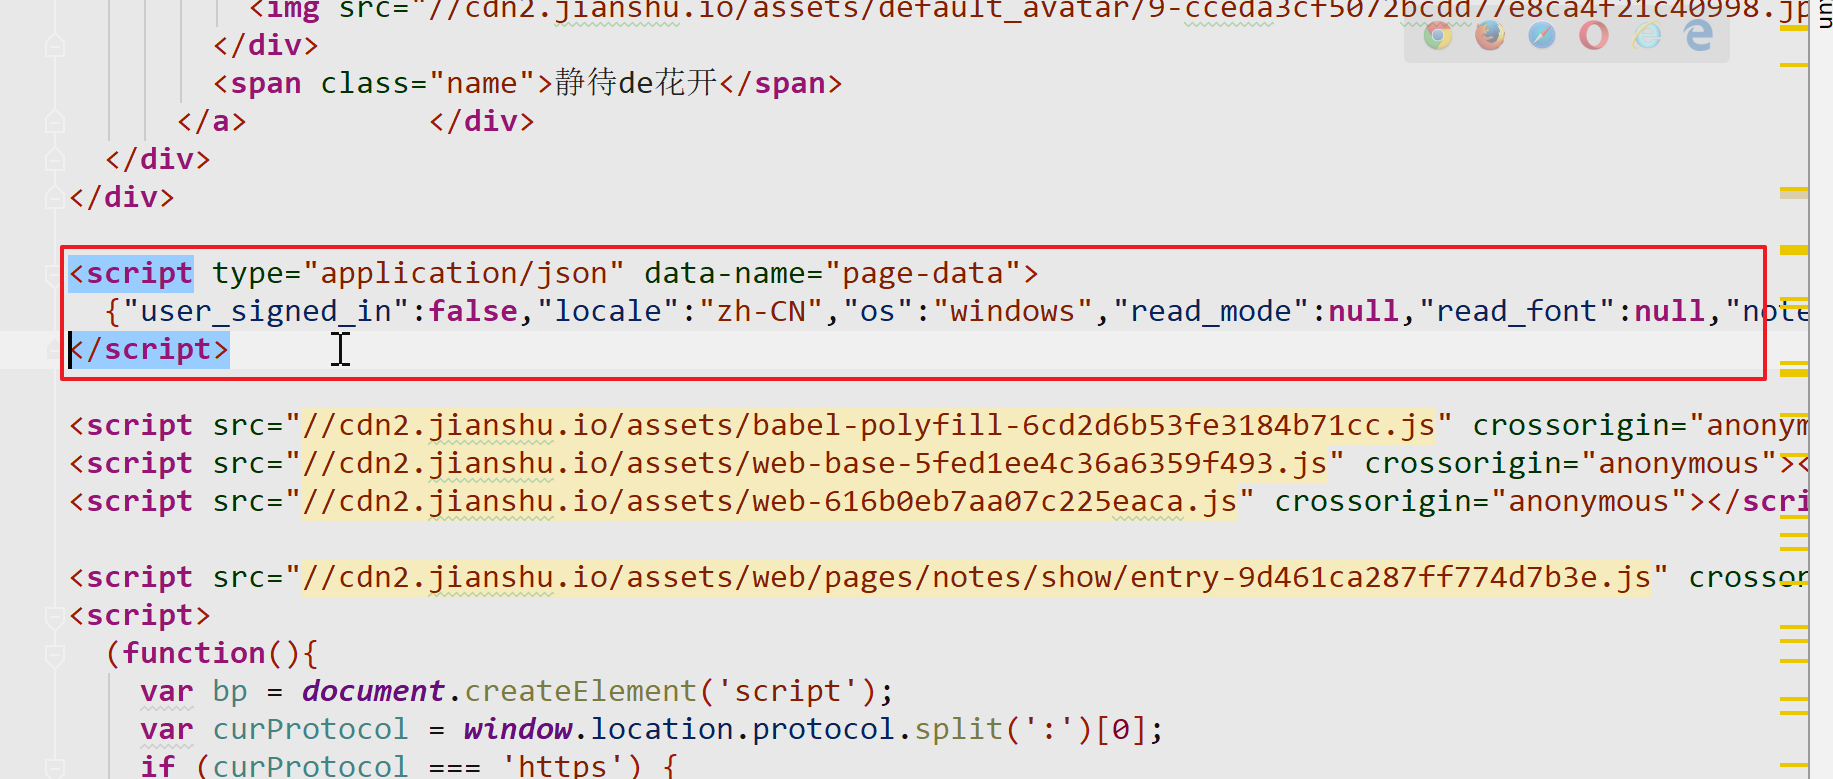 <img src="//cdn2.jianshu.io/assets/default_avatar/9-cceda3cf5072bcdd77e8ca4f21c40998.jp
</div>
<span class="name">静待de花开</span>
</a>          </div>
</div>
</div>
<script type="application/json" data-name="page-data">
{"user_signed_in":false,"locale":"zh-CN","os":"windows","read_mode":null,"read_font":null,"note
</script>
<script src="//cdn2.jianshu.io/assets/babel-polyfill-6cd2d6b53fe3184b71cc.js" crossorigin="anonym
<script src="//cdn2.jianshu.io/assets/web-base-5fed1ee4c36a6359f493.js" crossorigin="anonymous"><
<script src="//cdn2.jianshu.io/assets/web-616b0eb7aa07c225eaca.js" crossorigin="anonymous"></scri
<script src="//cdn2.jianshu.io/assets/web/pages/notes/show/entry-9d461ca287ff774d7b3e.js" crossor
<script>
(function(){
var bp = document.createElement('script');
var curProtocol = window.location.protocol.split(':')[0];
if (curProtocol === 'https') {